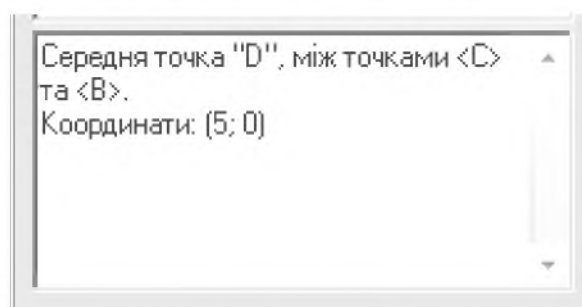 Середня точка "D", між точками <C>
та <B>.
Координати: (5; 0)